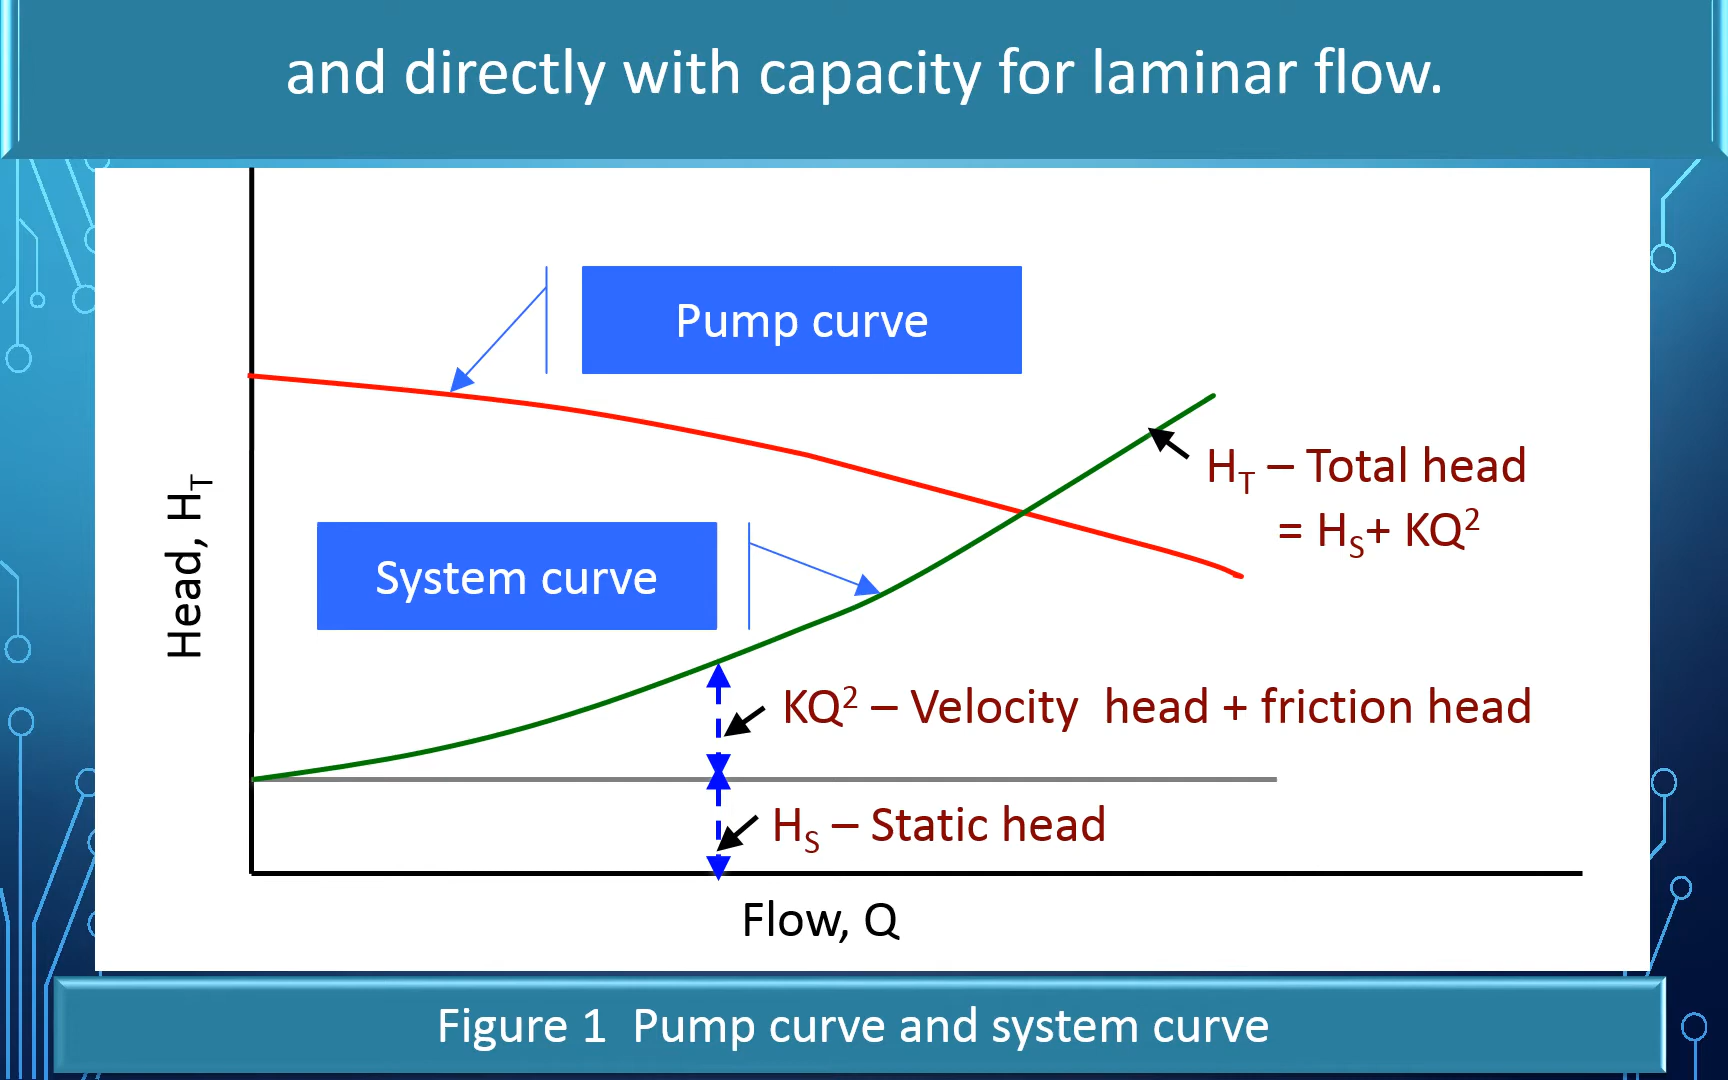 and directly with capacity for laminar flow.
Pump curve
Head, H_T
H_T – Total head
= H_S+ KQ²
System curve
KQ² – Velocity  head + friction head
H_S – Static head
Flow, Q
Figure 1  Pump curve and system curve